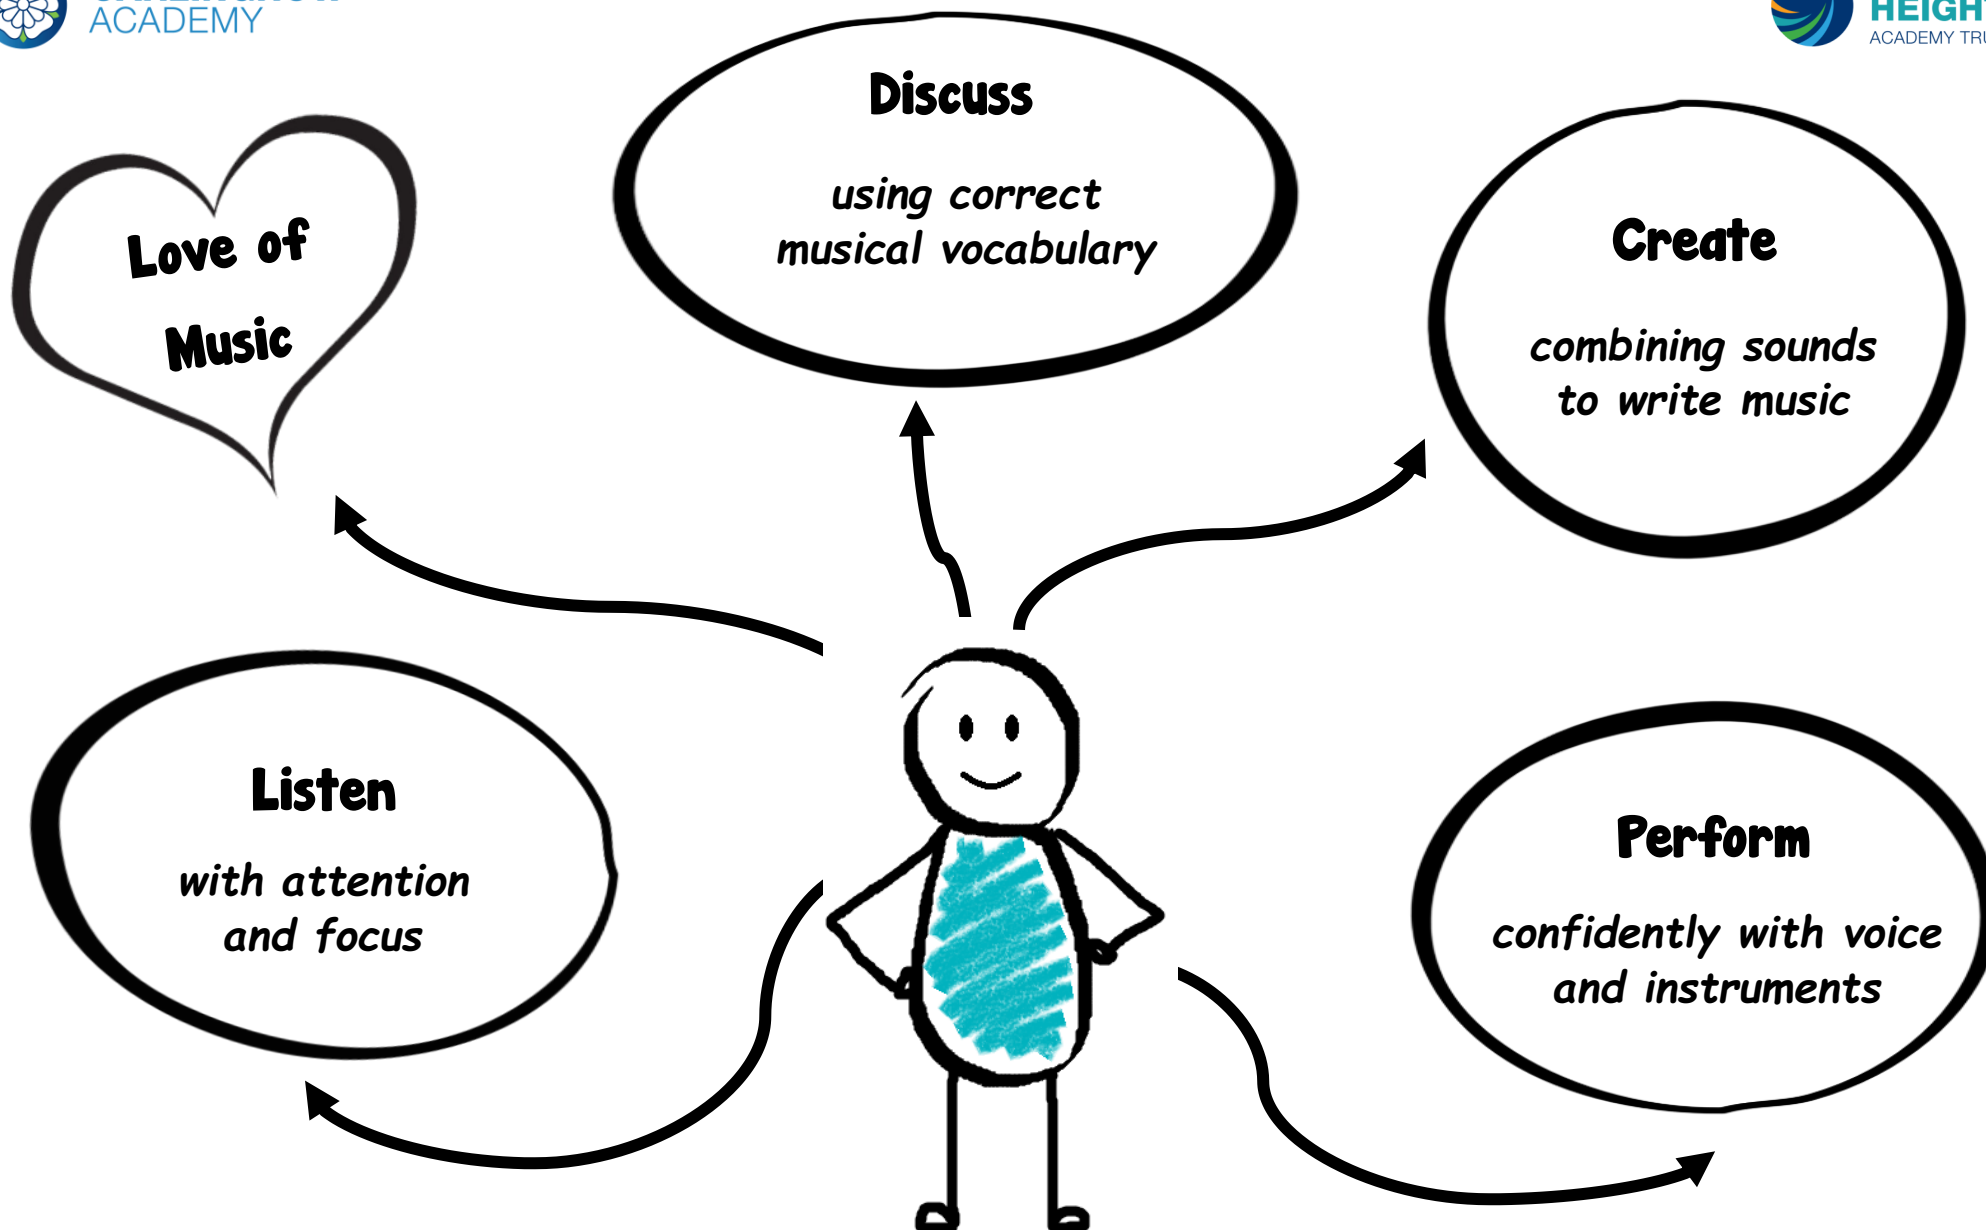 ACADEMY
ACADEMY
Discuss
using correct
musical vocabulary
Love of
Music
Create
combining sounds
to write music
Listen
with attention
and focus
Perform
confidently with voice
and instruments